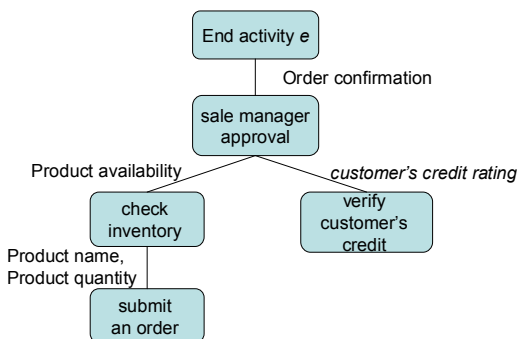 End activity e
Order confirmation
sale manager
approval
Product availability
customer's credit rating
check
inventory
verify
customer's
credit
Product name,
Product quantity
submit
an order